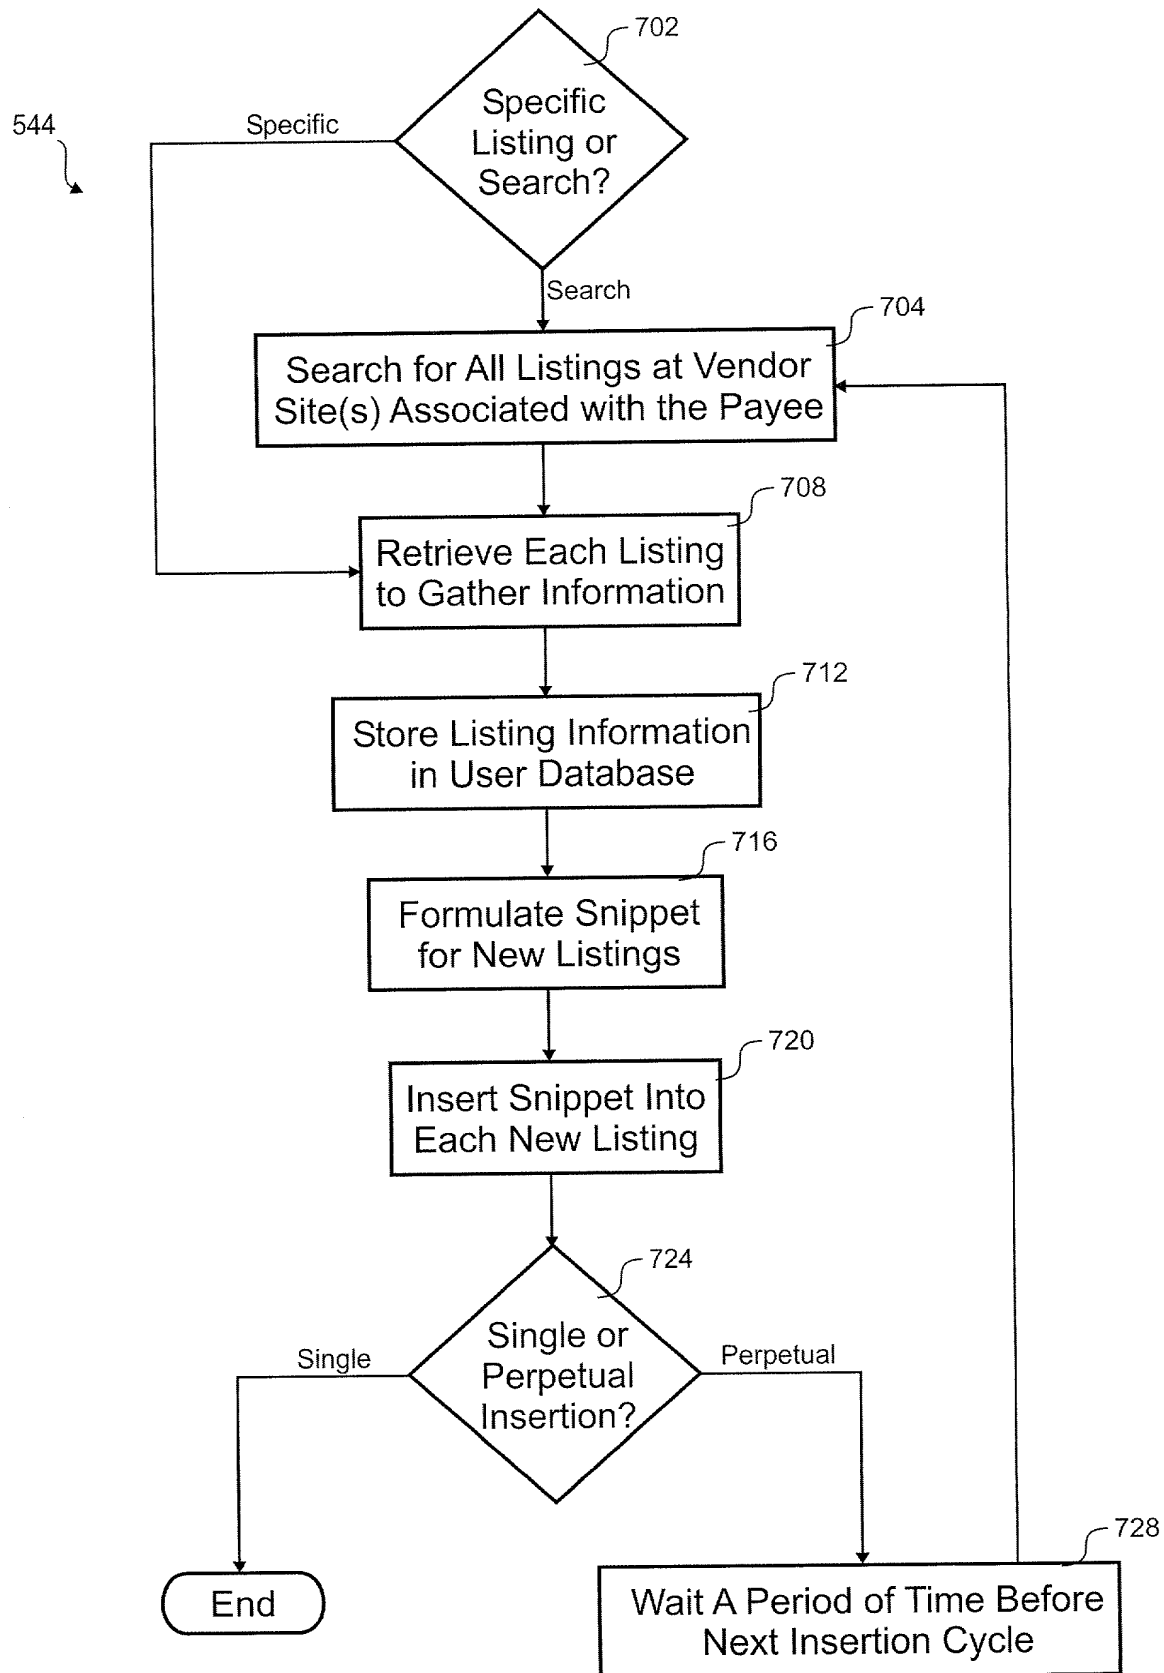 702
Specific
Listing or
Search?
544
Specific
Search
704
Search for All Listings at Vendor
Site(s) Associated with the Payee
708
Retrieve Each Listing
to Gather Information
712
Store Listing Information
in User Database
716
Formulate Snippet
for New Listings
720
Insert Snippet Into
Each New Listing
724
Single or
Perpetual
Insertion?
Single
Perpetual
End
728
Wait A Period of Time Before
Next Insertion Cycle